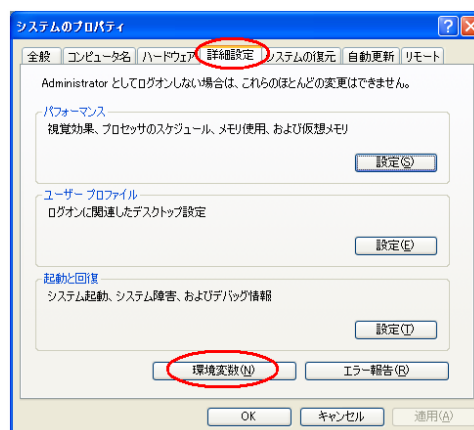 システムのプロパティ
全般 コンピュータ名 ハードウェア 詳細設定 システムの復元 自動更新 リモート
Administrator としてログオンしない場合は、これらのほとんどの変更はできません。
パフォーマンス
視覚効果、プロセッサのスケジュール、メモリ使用、および仮想メモリ
設定(S)
ユーザー プロファイル
ログオンに関連したデスクトップ設定
設定(E)
起動と回復
システム起動、システム障害、およびデバッグ情報
設定(T)
環境変数(N) エラー報告(R)
OK キャンセル 適用(A)